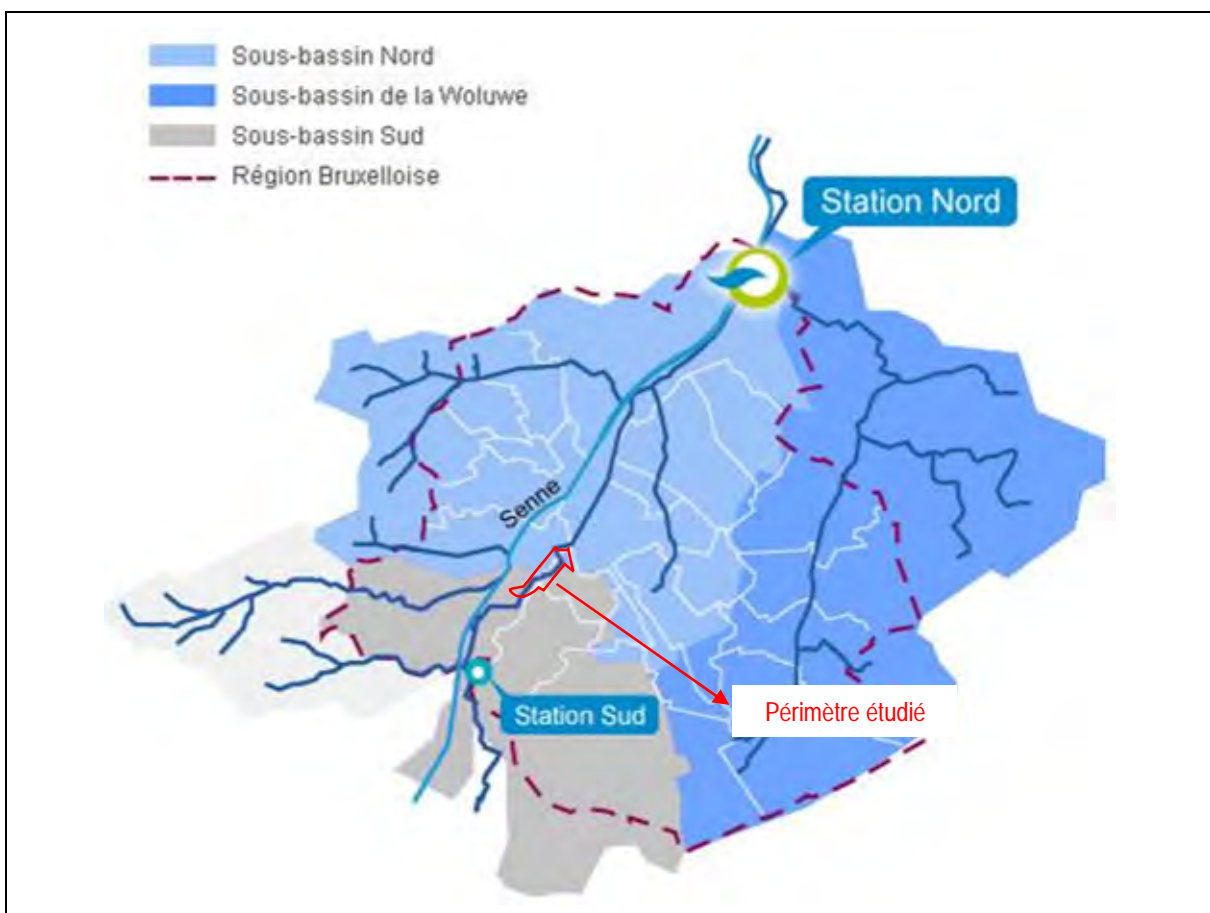 Sous-bassin Nord
Sous-bassin de la Woluwe
Sous-bassin Sud
Région Bruxelloise
Station Nord
Senne
Station Sud
Périmètre étudié